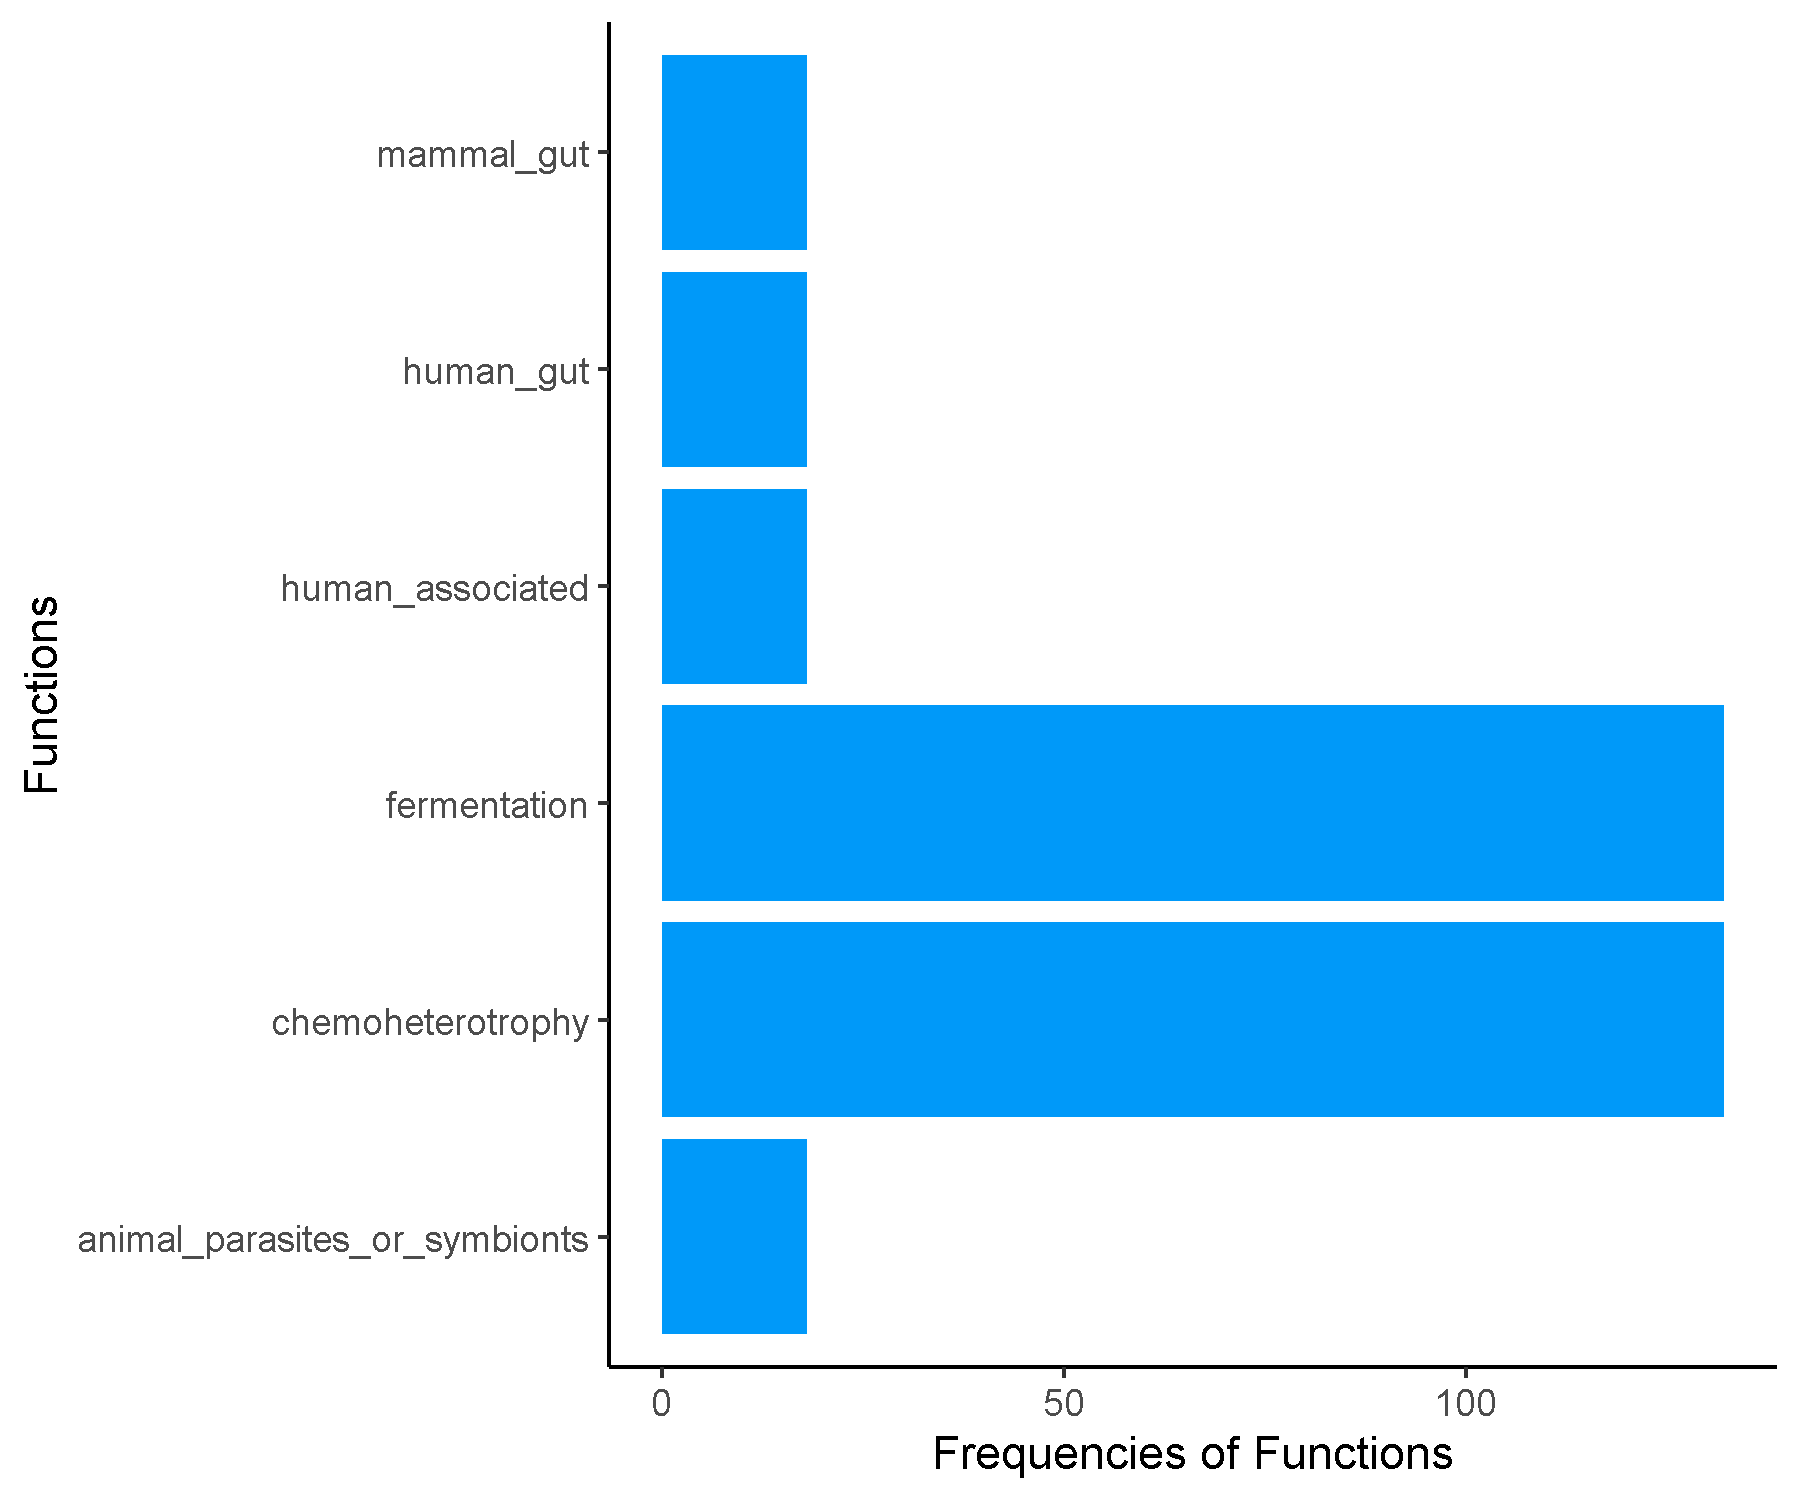 Functions
mammal_gut
human_gut
human_associated
fermentation
chemoheterotrophy
animal_parasites_or_symbionts
0 50 100
Frequencies of Functions